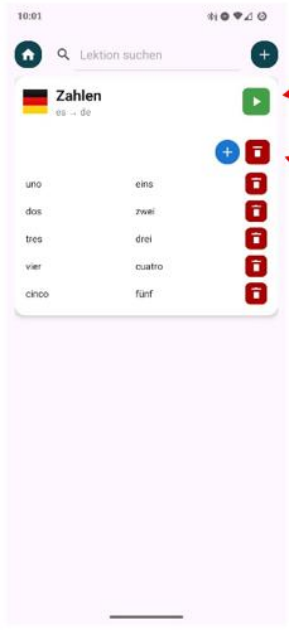 10:01
Lektion suchen
Zahlen
es → de
uno eins
dos zwei
tres drei
vier cuatro
cinco fünf